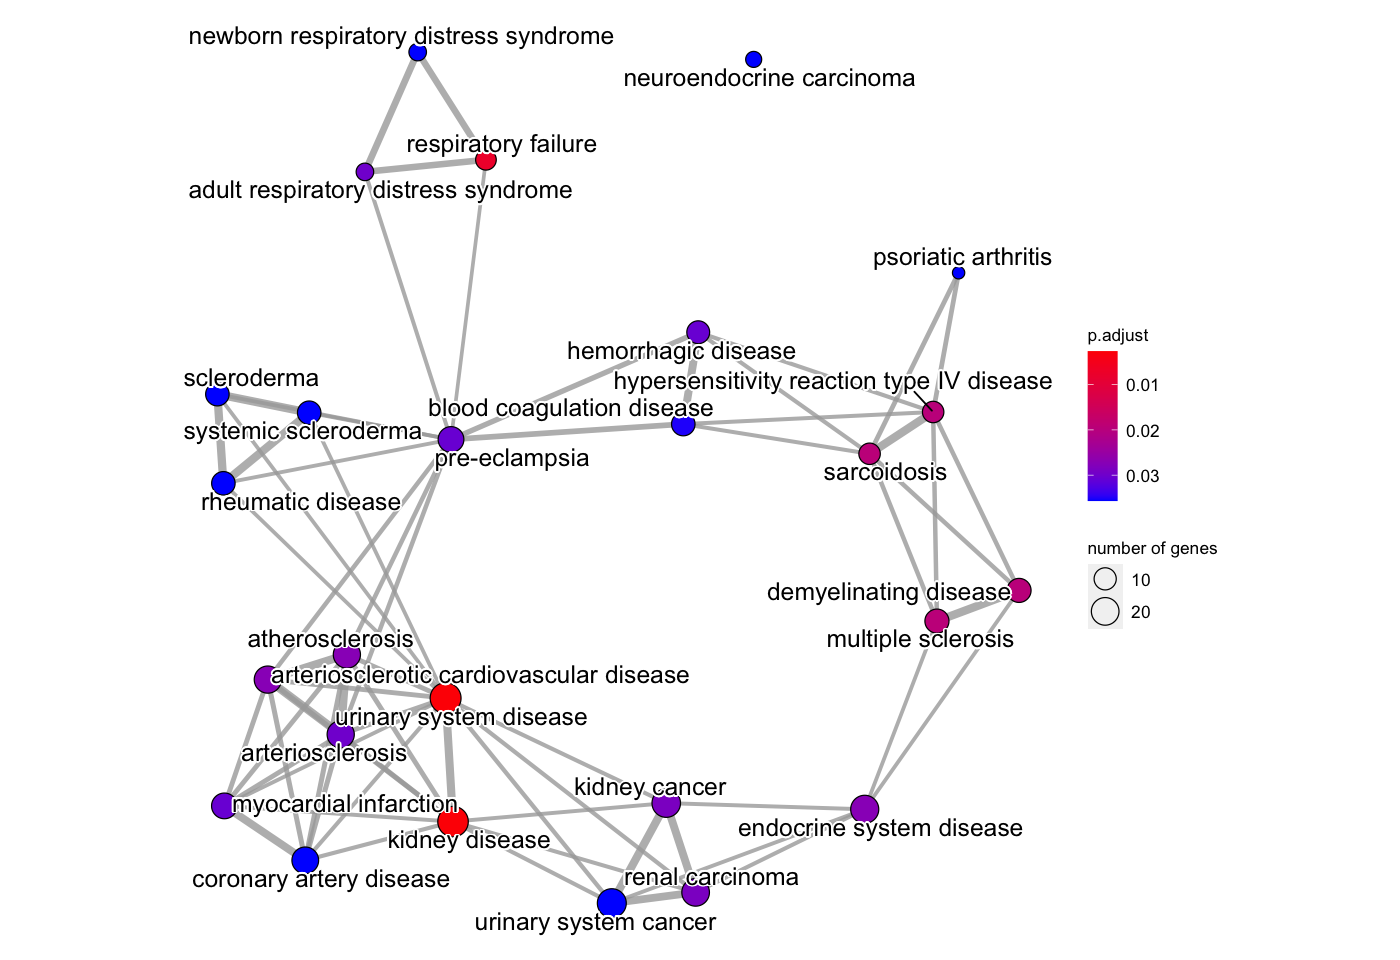 newborn respiratory distress syndrome
neuroendocrine carcinoma
respiratory failure
adult respiratory distress syndrome
psoriatic arthritis
hemorrhagic disease
hypersensitivity reaction type IV disease
scleroderma
blood coagulation disease
systemic scleroderma
pre-eclampsia
sarcoidosis
rheumatic disease
demyelinating disease
multiple sclerosis
atherosclerosis
arteriosclerotic cardiovascular disease
urinary system disease
arteriosclerosis
kidney cancer
myocardial infarction
endocrine system disease
kidney disease
renal carcinoma
coronary artery disease
urinary system cancer
p.adjust
0.01
0.02
0.03
number of genes
10
20